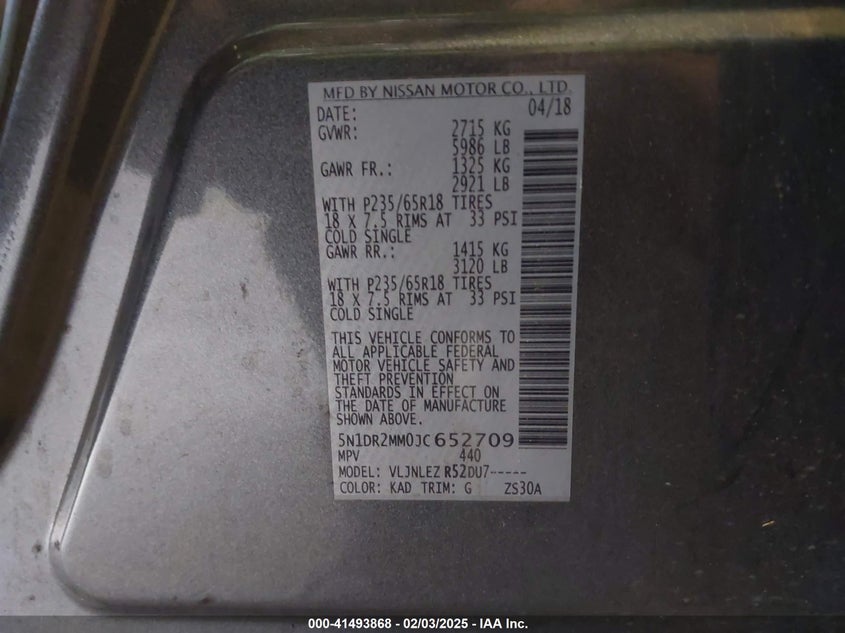 MFD BY NISSAN MOTOR CO., LTD.
DATE: 04/18
GVWR: 2715 KG
5986 LB
GAWR FR.: 1325 KG
2921 LB
WITH P235/65R18 TIRES
18 X 7.5 RIMS AT 33 PSI
COLD SINGLE
GAWR RR.: 1415 KG
3120 LB
WITH P235/65R18 TIRES
18 X 7.5 RIMS AT 33 PSI
COLD SINGLE
THIS VEHICLE CONFORMS TO
ALL APPLICABLE FEDERAL
MOTOR VEHICLE SAFETY AND
THEFT PREVENTION
STANDARDS IN EFFECT ON
THE DATE OF MANUFACTURE
SHOWN ABOVE.
5N1DR2MM0JC652709
MPV 440
MODEL: VLJNLEZ R52DU7-----
COLOR: KAD TRIM: G ZS30A
000-41493868 - 02/03/2025 - IAA Inc.